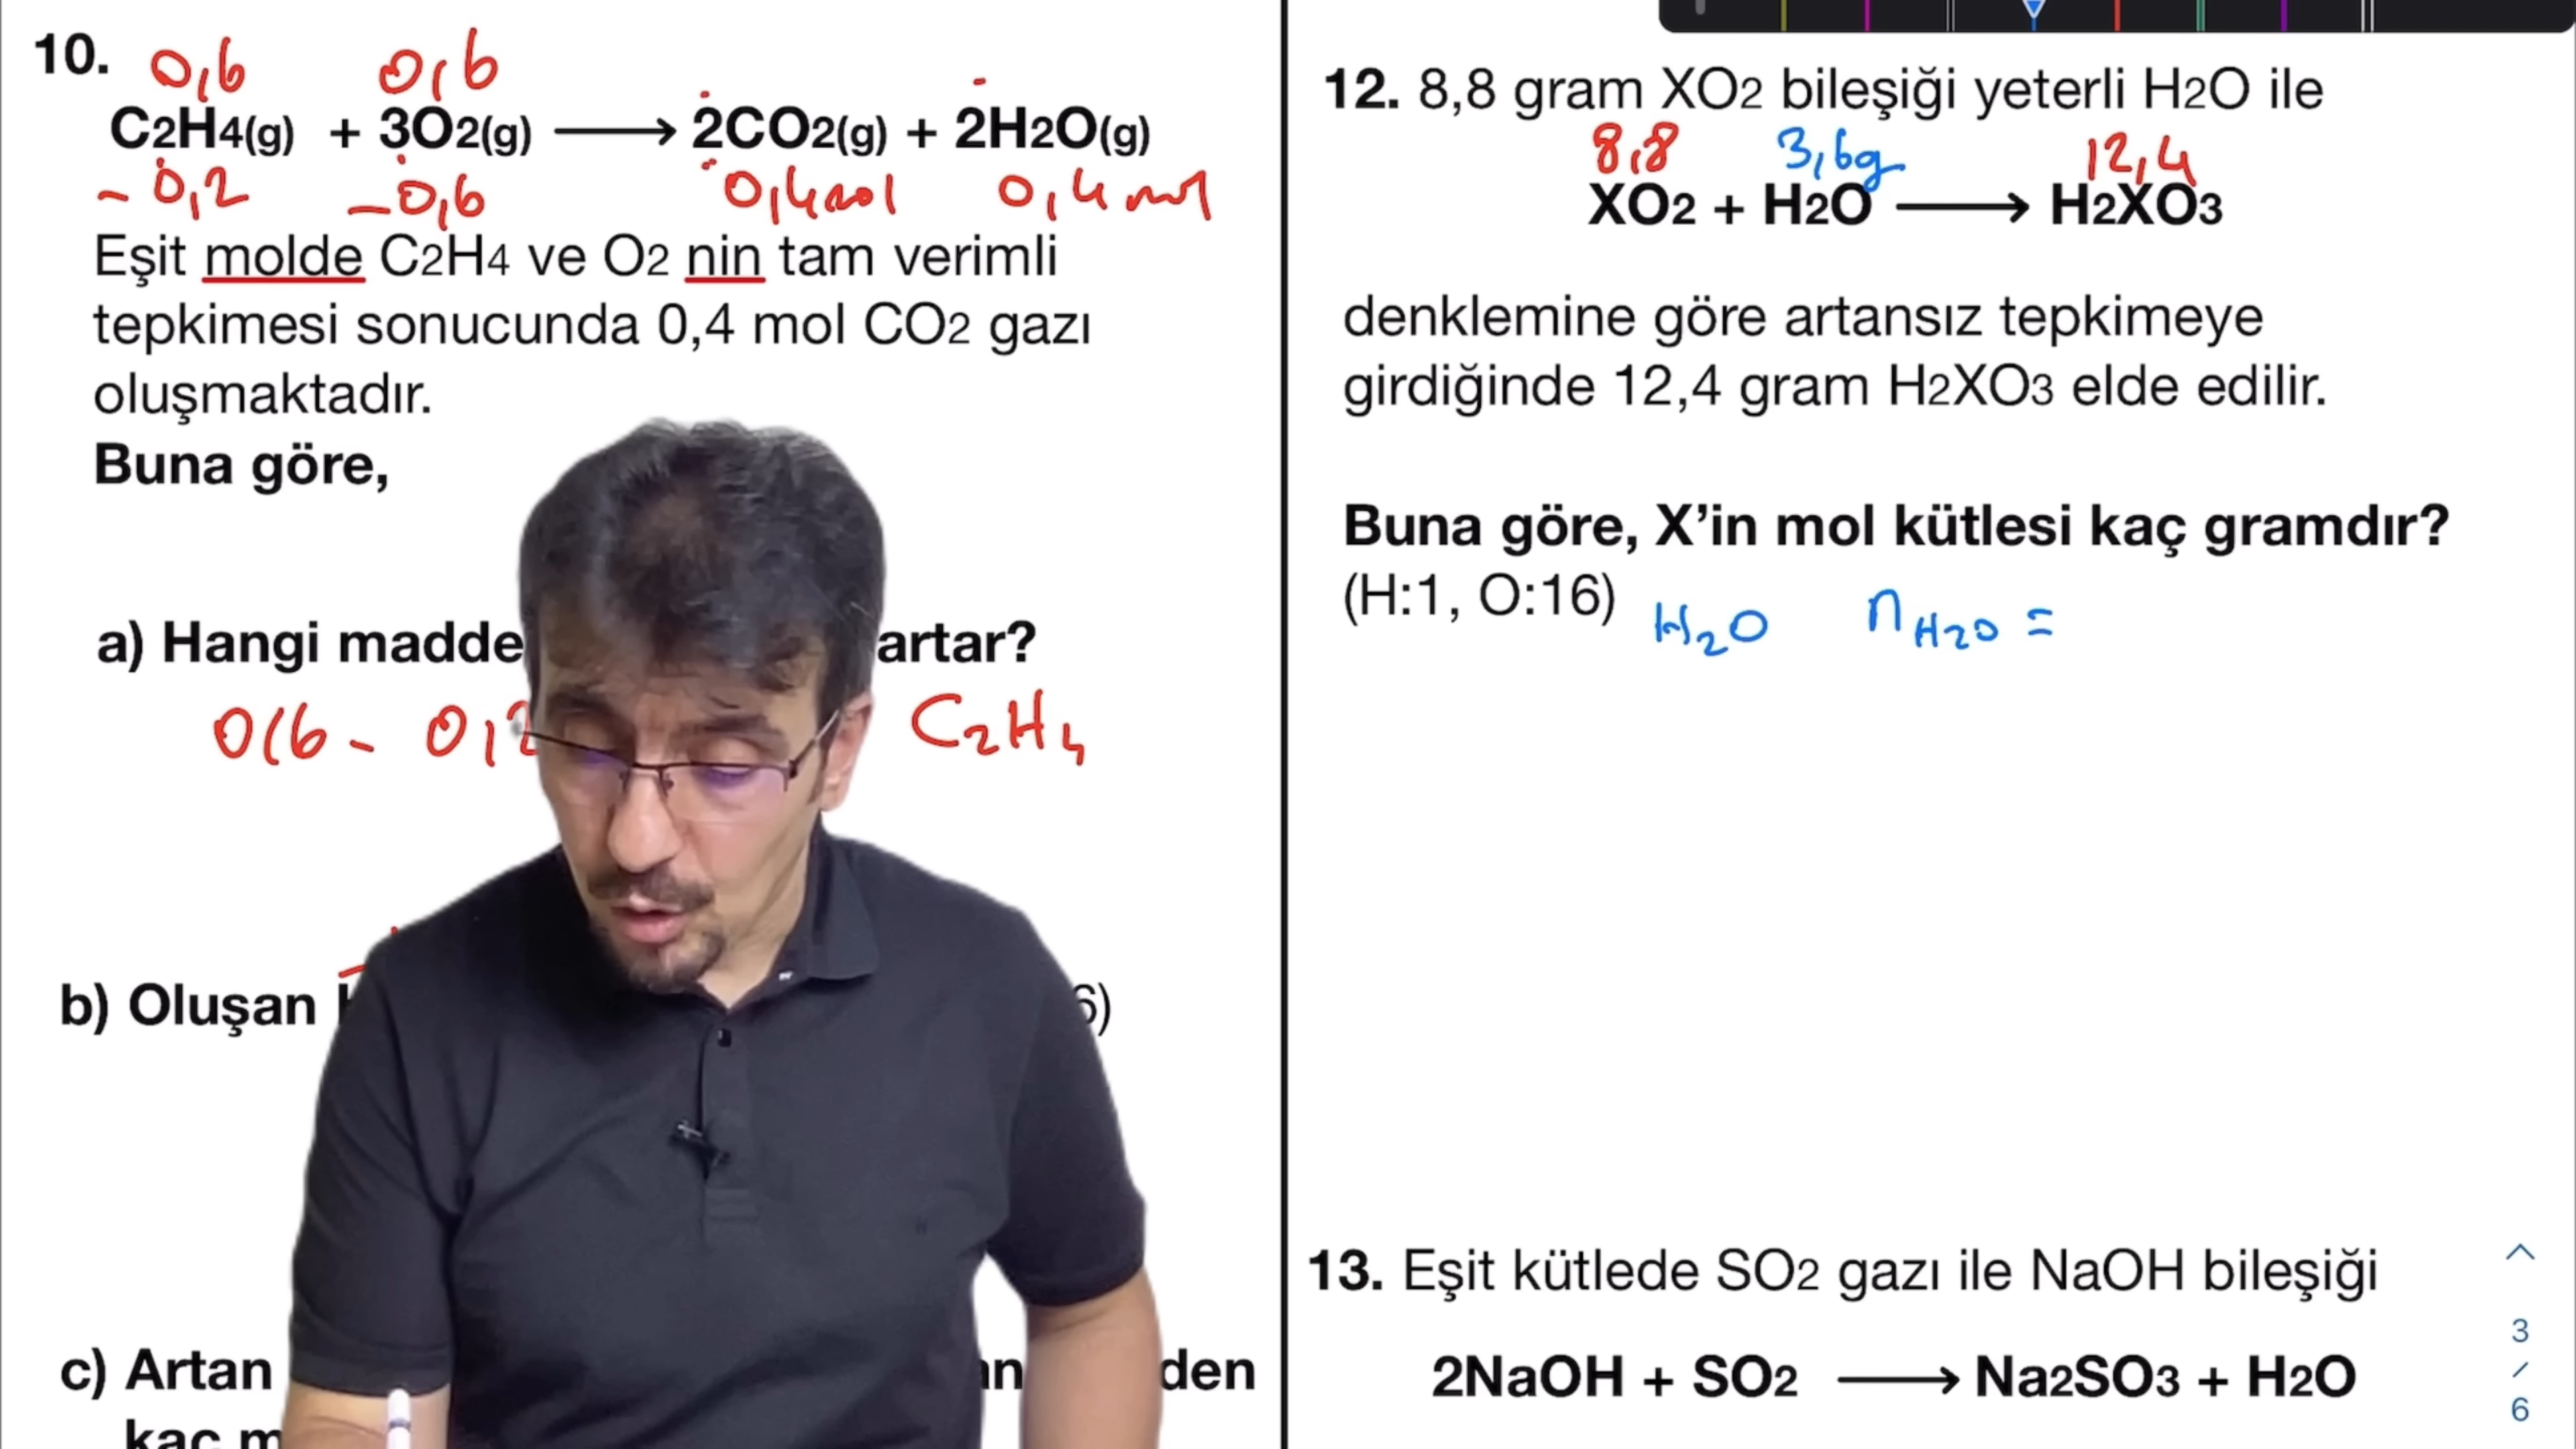 10.
0,6 0,6
C2H4(g) + 3O2(g) ⟶ 2CO2(g) + 2H2O(g)
- 0,2 -0,6 0,4mol 0,4 mol
Eşit molde C2H4 ve O2 nin tam verimli
tepkimesi sonucunda 0,4 mol CO2 gazı
oluşmaktadır.
Buna göre,
a) Hangi madde artar?
0,6 - 0,2 C2H4
b) Oluşan 6)
c) Artan den
kaç
12. 8,8 gram XO2 bileşiği yeterli H2O ile
8,8 3,6g 12,4
XO2 + H2O ⟶ H2XO3
denklemine göre artansız tepkimeye
girdiğinde 12,4 gram H2XO3 elde edilir.
Buna göre, X’in mol kütlesi kaç gramdır?
(H:1, O:16) H2O nH2O =
13. Eşit kütlede SO2 gazı ile NaOH bileşiği
2NaOH + SO2 ⟶ Na2SO3 + H2O
3
/
6